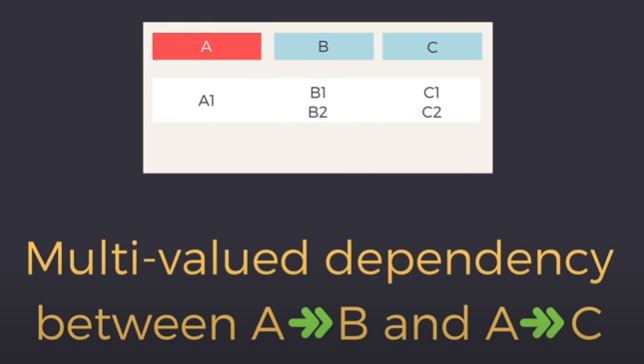 A B C
A1 B1 C1
B2 C2
Multi-valued dependency
between A↠B and A↠C